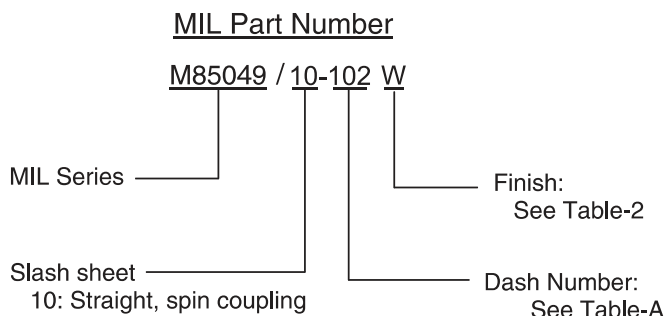 MIL Part Number
M85049 / 10-102 W
MIL Series
Finish:
See Table-2
Slash sheet
10: Straight, spin coupling
Dash Number:
See Table-A